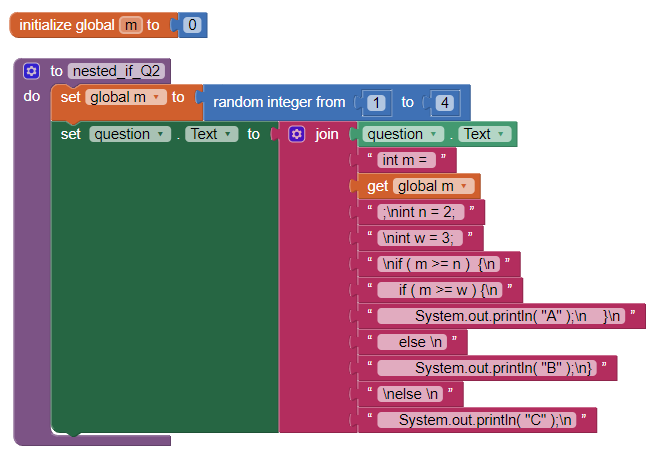 initialize global m to 0
to nested_if_Q2
do set global m to random integer from 1 to 4
set question . Text to join question . Text
“ int m = ”
get global m
“ ;\nint n = 2; ”
“ \nint w = 3; ”
“ \nif ( m >= n ) {\n ”
“ if ( m >= w ) {\n ”
“ System.out.println( "A" );\n }\n ”
“ else \n ”
“ System.out.println( "B" );\n} ”
“ \nelse \n ”
“ System.out.println( "C" );\n ”